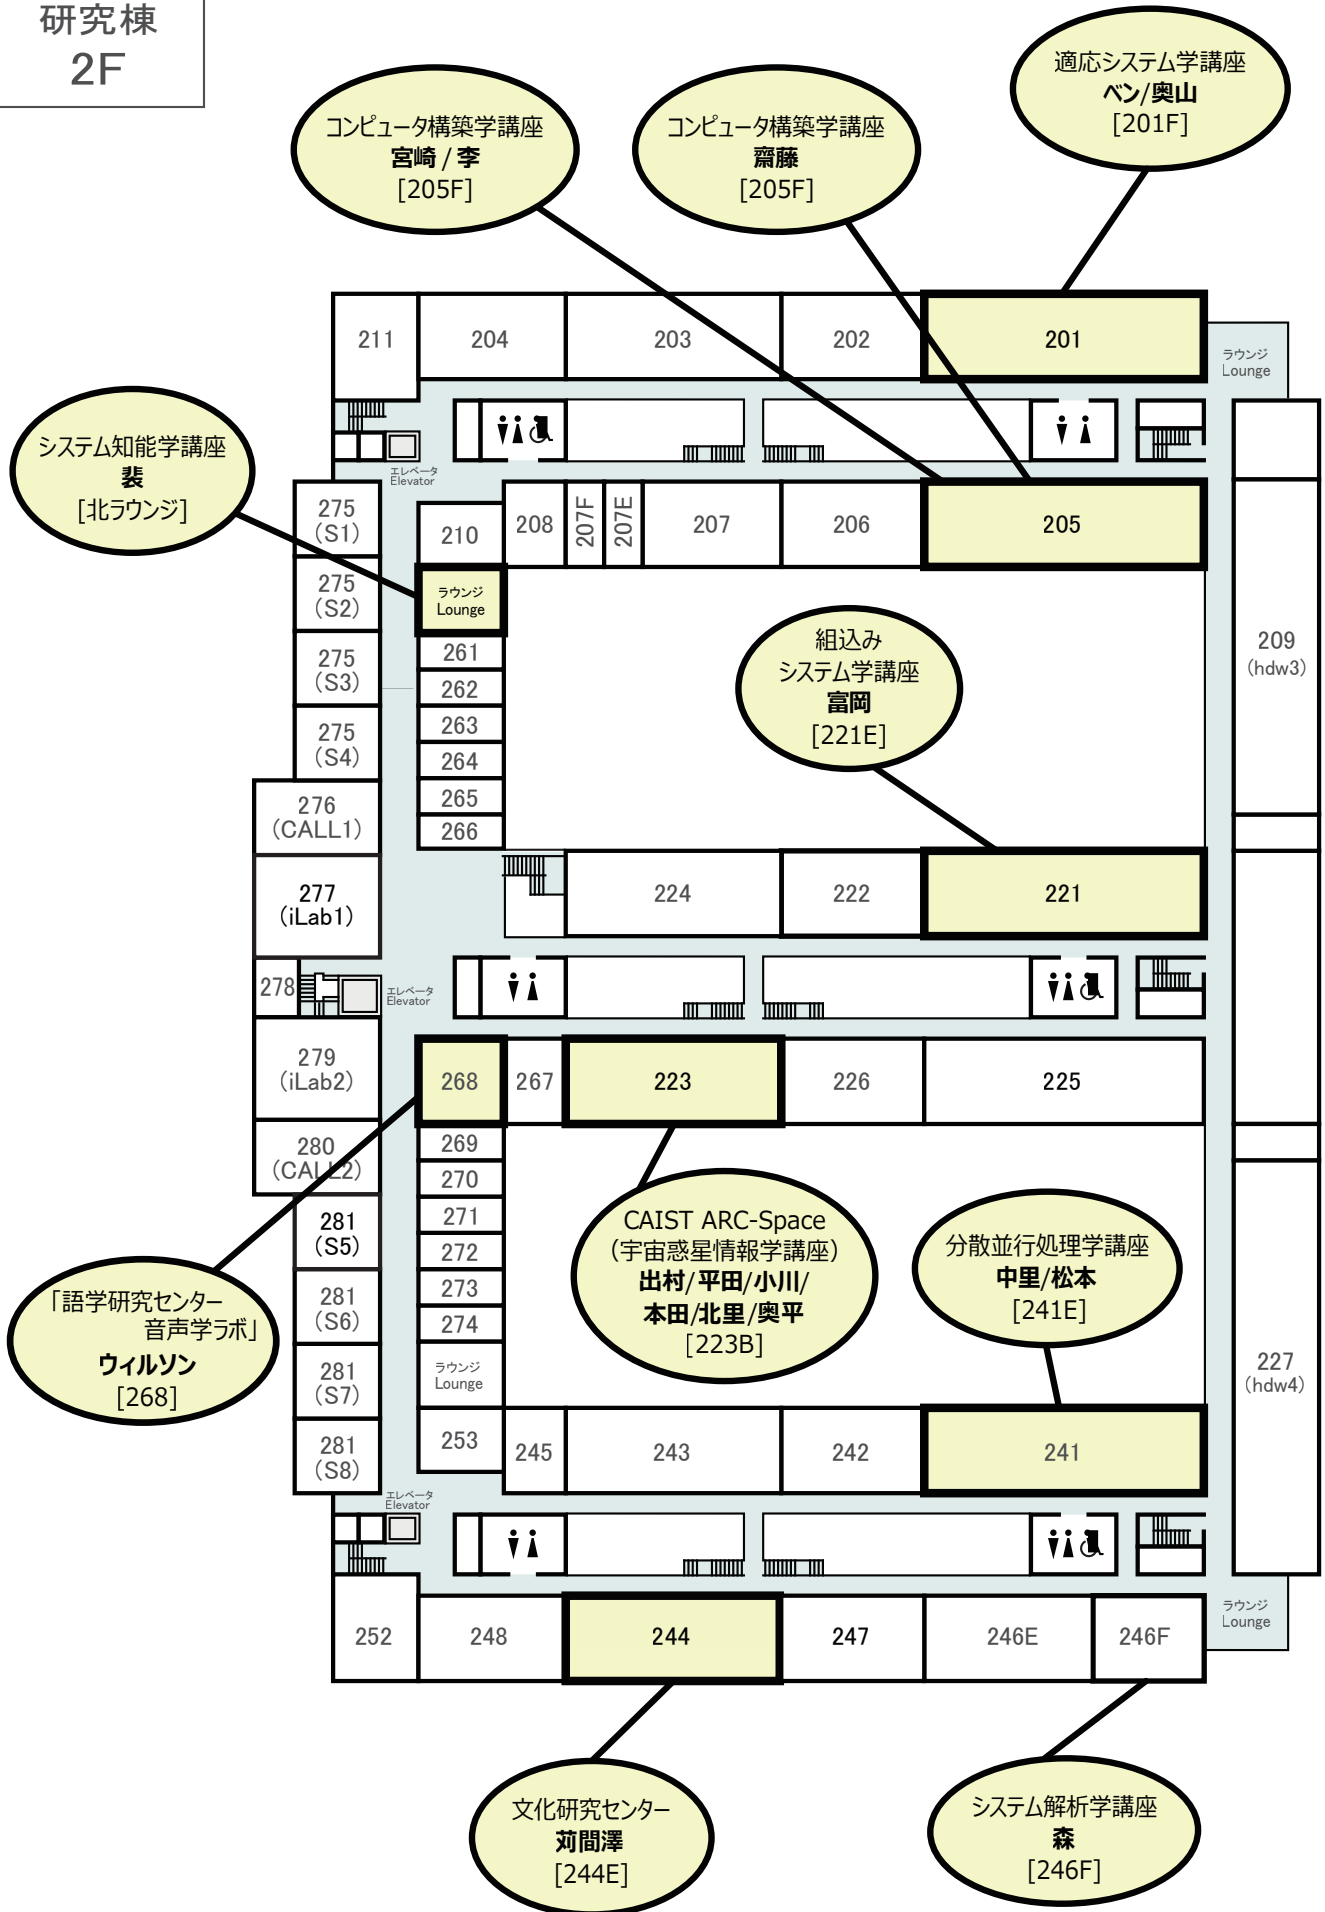 研究棟
2F
適応システム学講座
ベン/奥山
[201F]
コンピュータ構築学講座
宮崎 / 李
[205F]
コンピュータ構築学講座
齋藤
[205F]
211
204
203
202
201
ラウンジ
Lounge
システム知能学講座
裴
[北ラウンジ]
エレベータ
Elevator
275
(S1)
210
208
207F
207E
207
206
205
275
(S2)
ラウンジ
Lounge
275
(S3)
261
262
263
264
265
266
組込み
システム学講座
富岡
[221E]
209
(hdw3)
275
(S4)
276
(CALL1)
277
(iLab1)
224
222
221
278
エレベータ
Elevator
279
(iLab2)
268
267
223
226
225
280
(CALL2)
269
270
271
272
273
274
ラウンジ
Lounge
281
(S5)
281
(S6)
281
(S7)
281
(S8)
CAIST ARC-Space
(宇宙惑星情報学講座)
出村/平田/小川/
本田/北里/奥平
[223B]
分散並行処理学講座
中里/松本
[241E]
「語学研究センター
音声学ラボ」
ウィルソン
[268]
227
(hdw4)
253
245
243
242
241
エレベータ
Elevator
252
248
244
247
246E
246F
ラウンジ
Lounge
文化研究センター
苅間澤
[244E]
システム解析学講座
森
[246F]